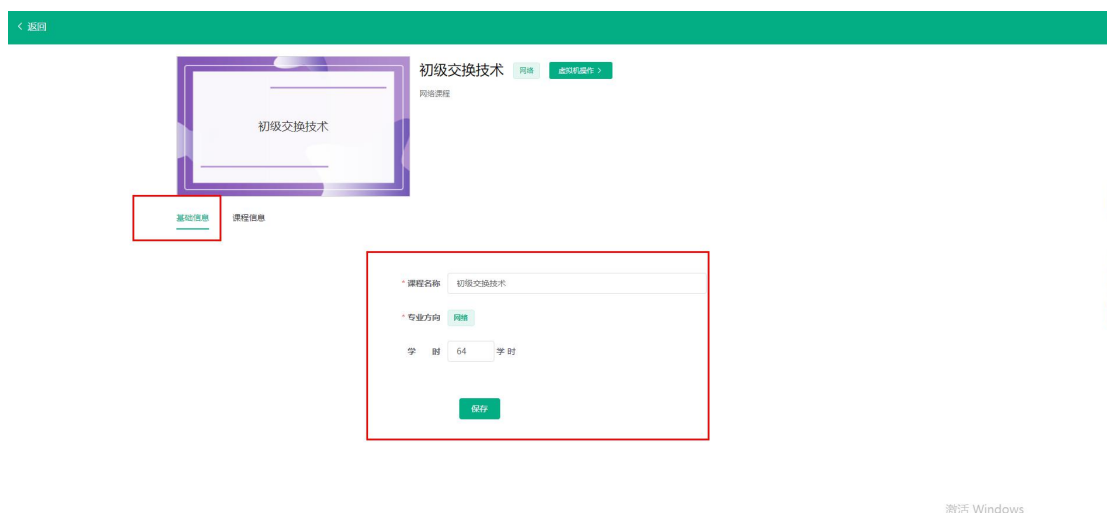 < 返回
初级交换技术 网络 虚拟机操作 >
网络课程
初级交换技术
基础信息 课程信息
* 课程名称 初级交换技术
* 专业方向 网络
学 时 64 学时
保存
激活 Windows